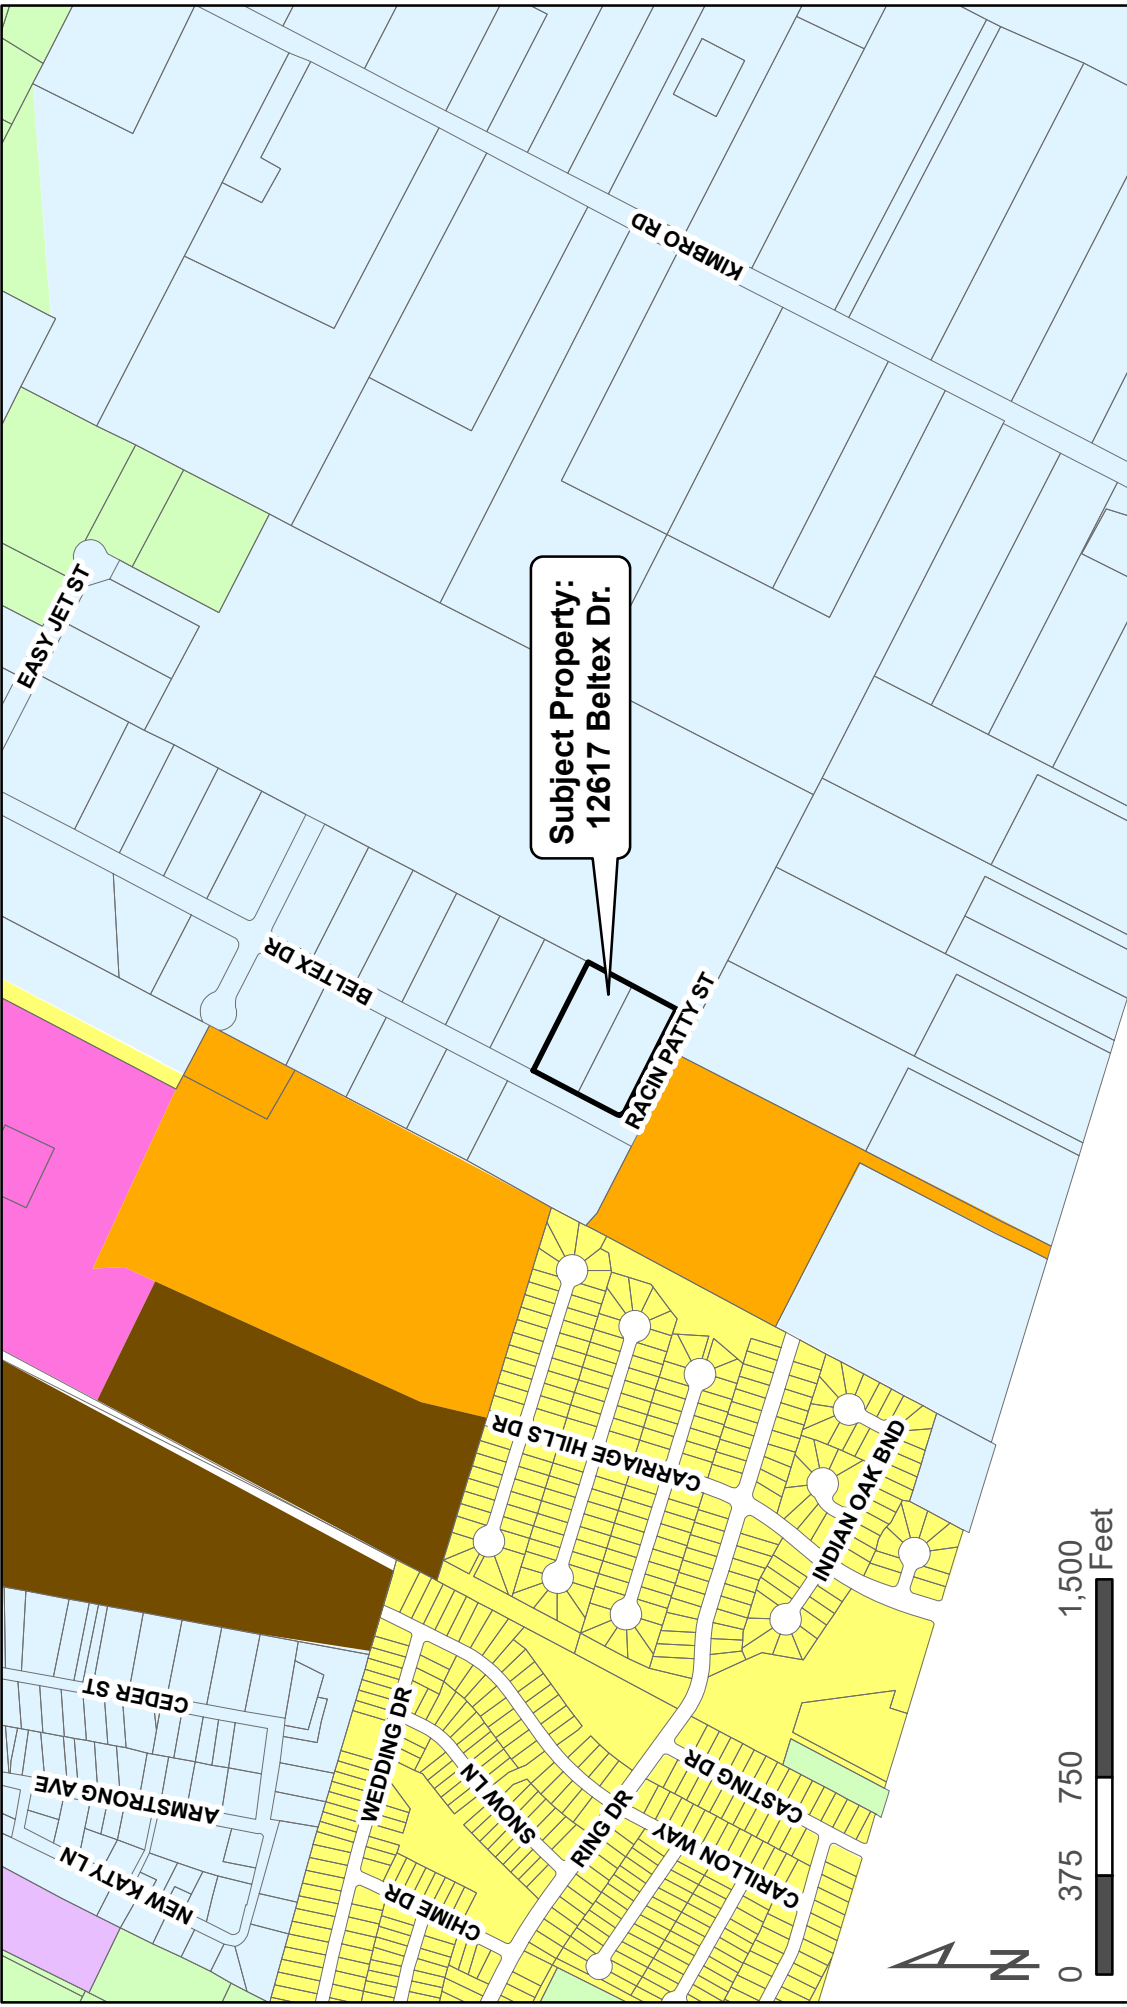 EASY JET ST
KIMBRO RD
BELTEX DR
Subject Property:
12617 Beltex Dr.
RACIN PATTY ST
CARRIAGE HILLS DR
INDIAN OAK BND
CEDER ST
ARMSTRONG AVE
NEW KATY LN
WEDDING DR
SNOW LN
CHIME DR
RING DR
CASTING DR
CARILLON WAY
N
0 375 750 1,500
Feet